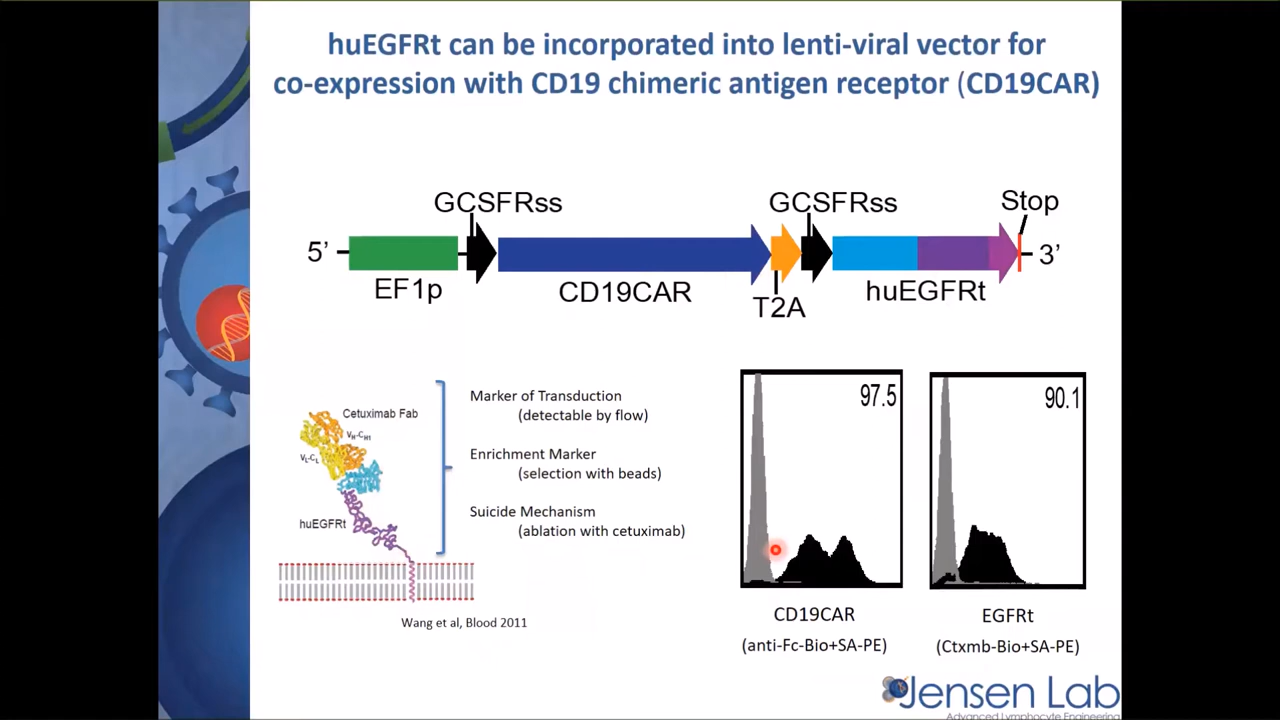 huEGFRt can be incorporated into lenti-viral vector for
co-expression with CD19 chimeric antigen receptor (CD19CAR)
GCSFRss
GCSFRss
Stop
5’
3’
EF1p
CD19CAR
T2A
huEGFRt
Cetuximab Fab
VH-CH1
VL-CL
huEGFRt
Wang et al, Blood 2011
Marker of Transduction
(detectable by flow)
Enrichment Marker
(selection with beads)
Suicide Mechanism
(ablation with cetuximab)
97.5
90.1
CD19CAR
(anti-Fc-Bio+SA-PE)
EGFRt
(Ctxmb-Bio+SA-PE)
Jensen Lab
Advanced Lymphocyte Engineering